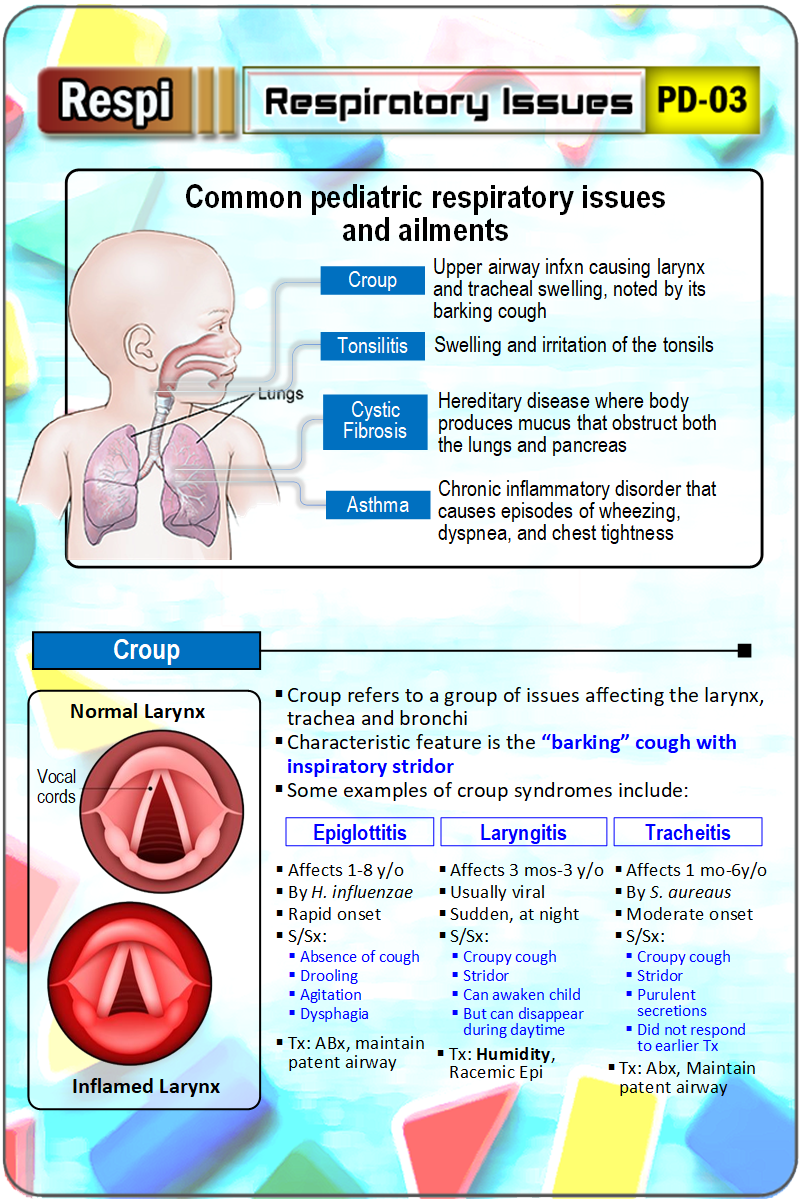 Respi
Respiratory Issues
PD-03
Common pediatric respiratory issues
and ailments
Croup
Upper airway infxn causing larynx
and tracheal swelling, noted by its
barking cough
Tonsilitis
Swelling and irritation of the tonsils
Lungs
Cystic
Fibrosis
Hereditary disease where body
produces mucus that obstruct both
the lungs and pancreas
Asthma
Chronic inflammatory disorder that
causes episodes of wheezing,
dyspnea, and chest tightness
Croup
Normal Larynx
Vocal
cords
Inflamed Larynx
▪ Croup refers to a group of issues affecting the larynx,
trachea and bronchi
▪ Characteristic feature is the “barking” cough with
inspiratory stridor
▪ Some examples of croup syndromes include:
Epiglottitis
▪ Affects 1-8 y/o
▪ By H. influenzae
▪ Rapid onset
▪ S/Sx:
▪ Absence of cough
▪ Drooling
▪ Agitation
▪ Dysphagia
▪ Tx: ABx, maintain
patent airway
Laryngitis
▪ Affects 3 mos-3 y/o
▪ Usually viral
▪ Sudden, at night
▪ S/Sx:
▪ Croupy cough
▪ Stridor
▪ Can awaken child
▪ But can disappear
during daytime
▪ Tx: Humidity,
Racemic Epi
Tracheitis
▪ Affects 1 mo-6y/o
▪ By S. aureaus
▪ Moderate onset
▪ S/Sx:
▪ Croupy cough
▪ Stridor
▪ Purulent
secretions
▪ Did not respond
to earlier Tx
▪ Tx: Abx, Maintain
patent airway